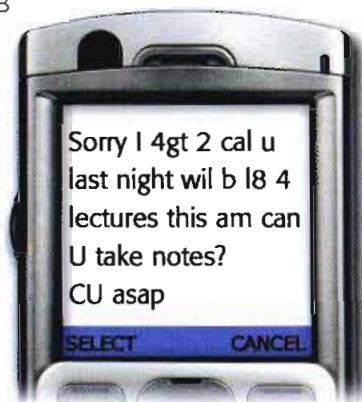 Sorry I 4gt 2 cal u
last night wil b l8 4
lectures this am can
U take notes?
CU asap
SELECT CANCEL